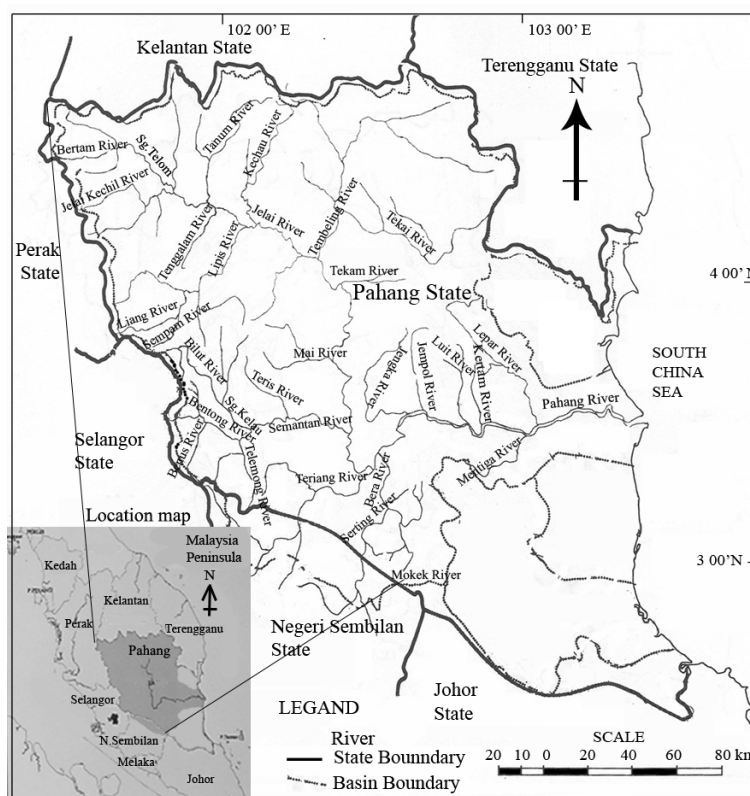 102 00' E
103 00' E
Kelantan State
Terengganu State
N
Bertam River
Sg Telom
Tanum River
Kechau River
Jelai Kechil River
Jelai River
Tembeling River
Tekai River
Tenggalam River
Lipis River
Perak
State
Tekam River
4 00'N
Pahang State
Liang River
Sempam River
Bilut River
Mai River
Teris River
Jengka River
Jempol River
Luit River
Lepar River
Kertam River
SOUTH
CHINA
SEA
Pahang River
Sg Kelau
Bentong River
Semantan River
Selangor
State
Telemong River
Teriang River
Bera River
Mentiga River
Serting River
Location map
3 00'N
Mokek River
Negeri Sembilan
State
Johor
State
Malaysia
Peninsula
N
Kedah
Kelantan
Perak
Terengganu
Pahang
Selangor
N.Sembilan
Melaka
Johor
LEGAND
River
State Bounndary
Basin Boundary
SCALE
20 10 0 20 40 60 80 km